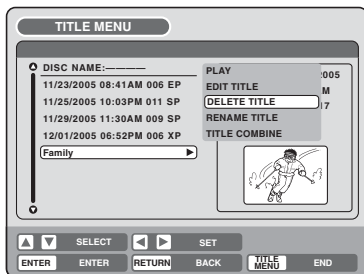 TITLE MENU
DISC NAME:————
11/23/2005 08:41AM 006 EP
11/25/2005 10:03PM 011 SP
11/29/2005 11:30AM 009 SP
12/01/2005 06:52PM 006 XP
Family
PLAY
EDIT TITLE
DELETE TITLE
RENAME TITLE
TITLE COMBINE
005
M
7
SELECT SET
ENTER ENTER RETURN BACK TITLE MENU END